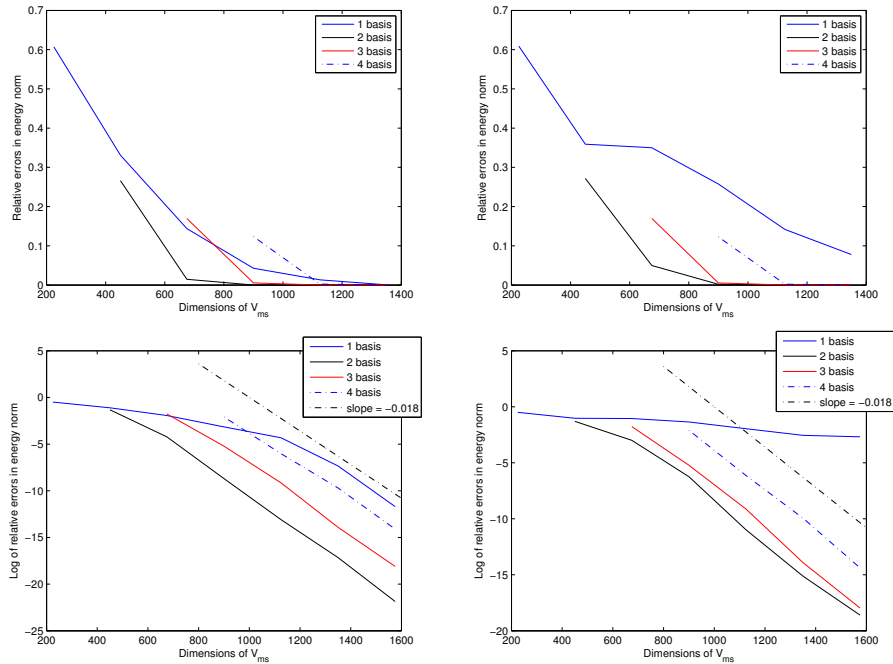 0.7
0.6
0.5
0.4
0.3
0.2
0.1
0
200 400 600 800 1000 1200 1400
Dimensions of V_ms
Relative errors in energy norm
1 basis
2 basis
3 basis
4 basis
0.7
0.6
0.5
0.4
0.3
0.2
0.1
0
200 400 600 800 1000 1200 1400
Dimensions of V_ms
Relative errors in energy norm
1 basis
2 basis
3 basis
4 basis
5
0
−5
−10
−15
−20
−25
200 400 600 800 1000 1200 1400 1600
Dimensions of V_ms
Log of relative errors in energy norm
1 basis
2 basis
3 basis
4 basis
slope = −0.018
5
0
−5
−10
−15
−20
200 400 600 800 1000 1200 1400 1600
Dimensions of V_ms
Log of relative errors in energy norm
1 basis
2 basis
3 basis
4 basis
slope = −0.018